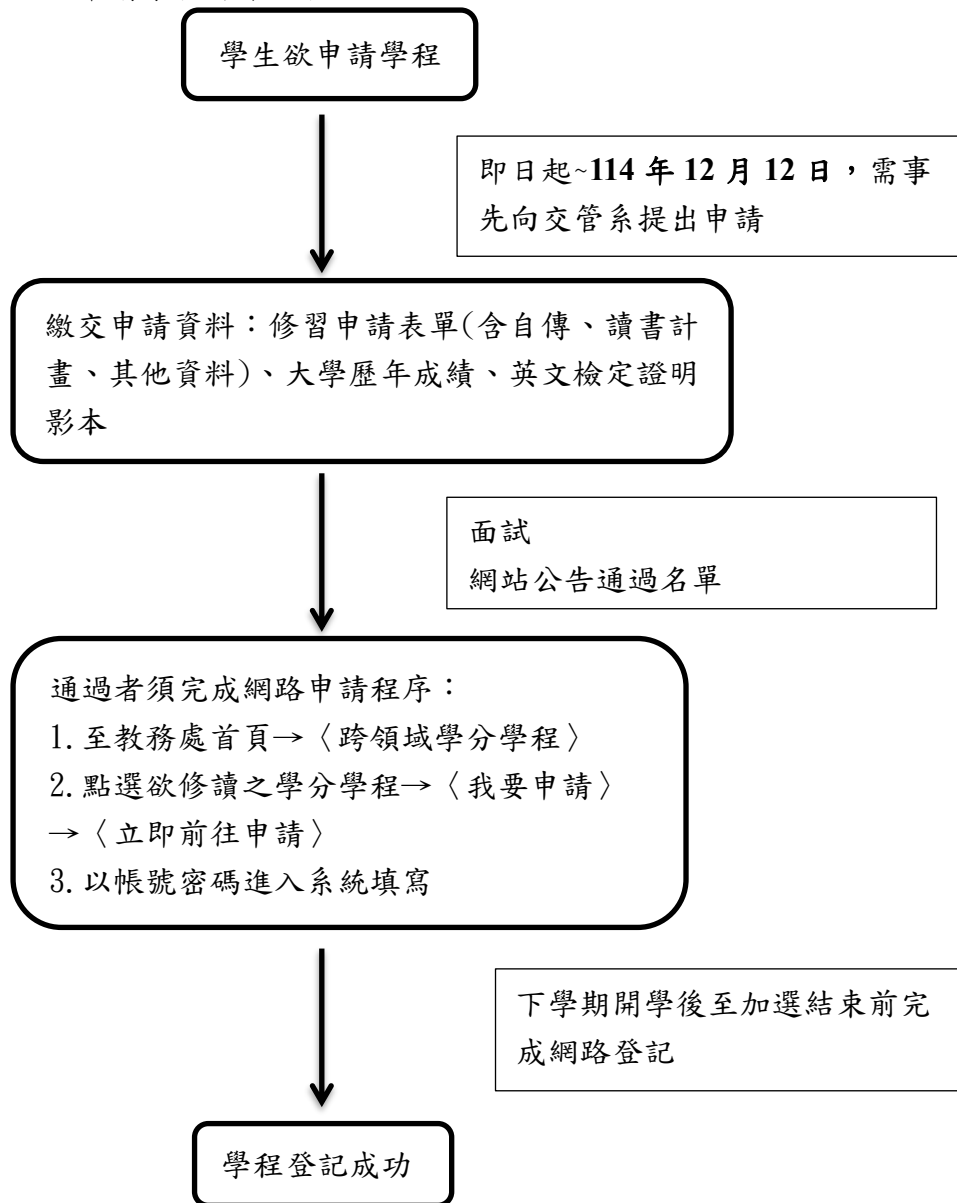 學生欲申請學程
即日起~114 年 12 月 12 日，需事
先向交管系提出申請
繳交申請資料：修習申請表單(含自傳、讀書計
畫、其他資料)、大學歷年成績、英文檢定證明
影本
面試
網站公告通過名單
通過者須完成網路申請程序：
1. 至教務處首頁→〈跨領域學分學程〉
2. 點選欲修讀之學分學程→〈我要申請〉
→〈立即前往申請〉
3. 以帳號密碼進入系統填寫
下學期開學後至加選結束前完
成網路登記
學程登記成功